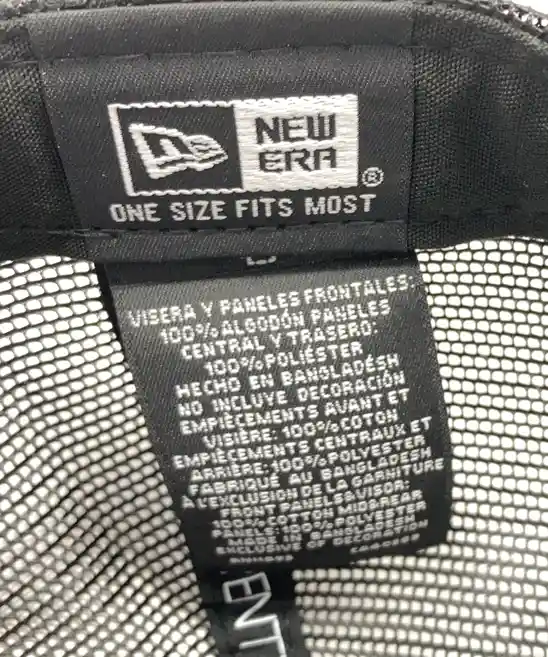 NEW
ERA
®
ONE SIZE FITS MOST
VISERA Y PANELES FRONTALES:
100% ALGODÓN PANELES
CENTRAL Y TRASERO:
100% POLIÉSTER
HECHO EN BANGLADÉSH
NO INCLUYE DECORACIÓN
EMPIÈCEMENTS AVANT ET
VISIÈRE: 100% COTON
EMPIÈCEMENTS CENTRAUX ET
ARRIÈRE: 100% POLYESTER
FABRIQUÉ AU BANGLADESH
À L'EXCLUSION DE LA GARNITURE
FRONT PANELS/VISOR:
100% COTTON MID/REAR
PANELS 100% POLYESTER
MADE IN BANGLADESH
EXCLUSIVE OF DECORATION
ENT